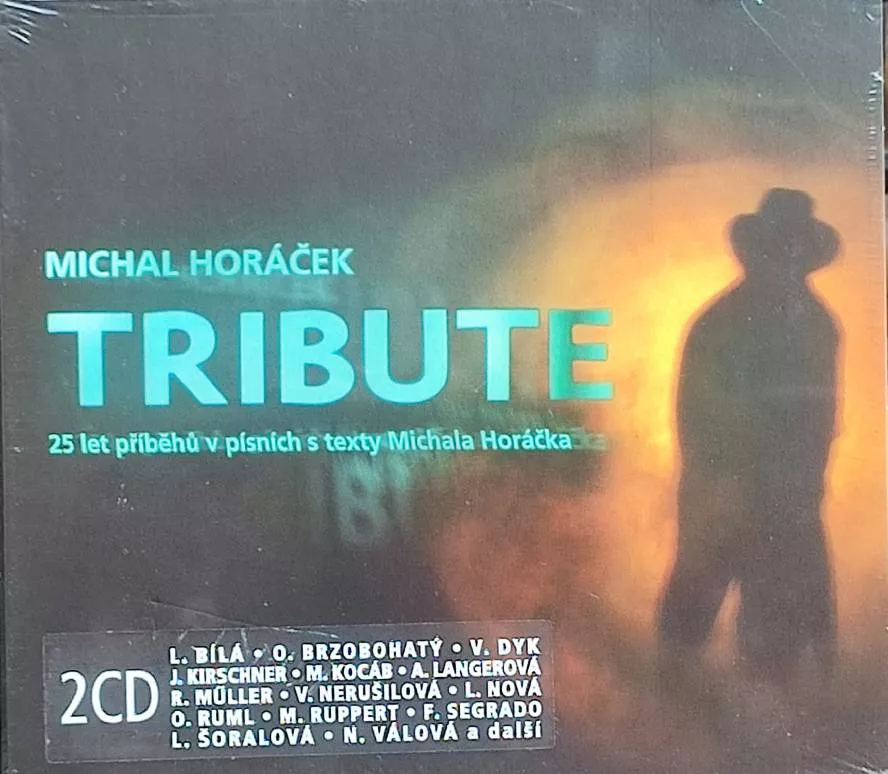 MICHAL HORÁČEK
TRIBUTE
25 let příběhů v písních s texty Michala Horáčka
2CD
L. BÍLÁ • O. BRZOBOHATÝ • V. DYK
J. KIRSCHNER • M. KOCÁB • A. LANGEROVÁ
R. MÜLLER • V. NERUŠILOVÁ • L. NOVÁ
O. RUML • M. RUPPERT • F. SEGRADO
L. ŠORALOVÁ • N. VÁLOVÁ a další